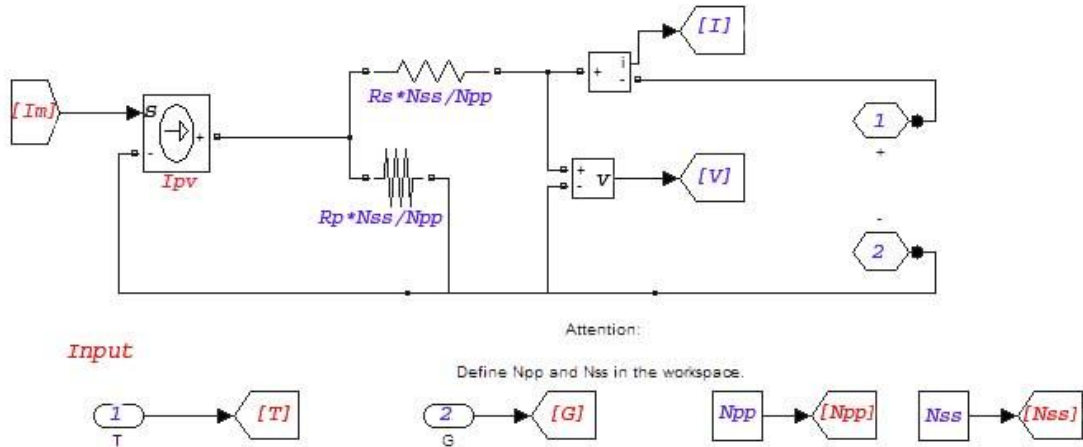 [I]
i
+
-
Rs*Nss/Npp
[Im]
S
+
-
Ipv
1
+
Rp*Nss/Npp
+
-
v
[V]
-
2
Attention:
Input
Define Npp and Nss in the workspace.
1
T
[T]
2
G
[G]
Npp
[Npp]
Nss
[Nss]